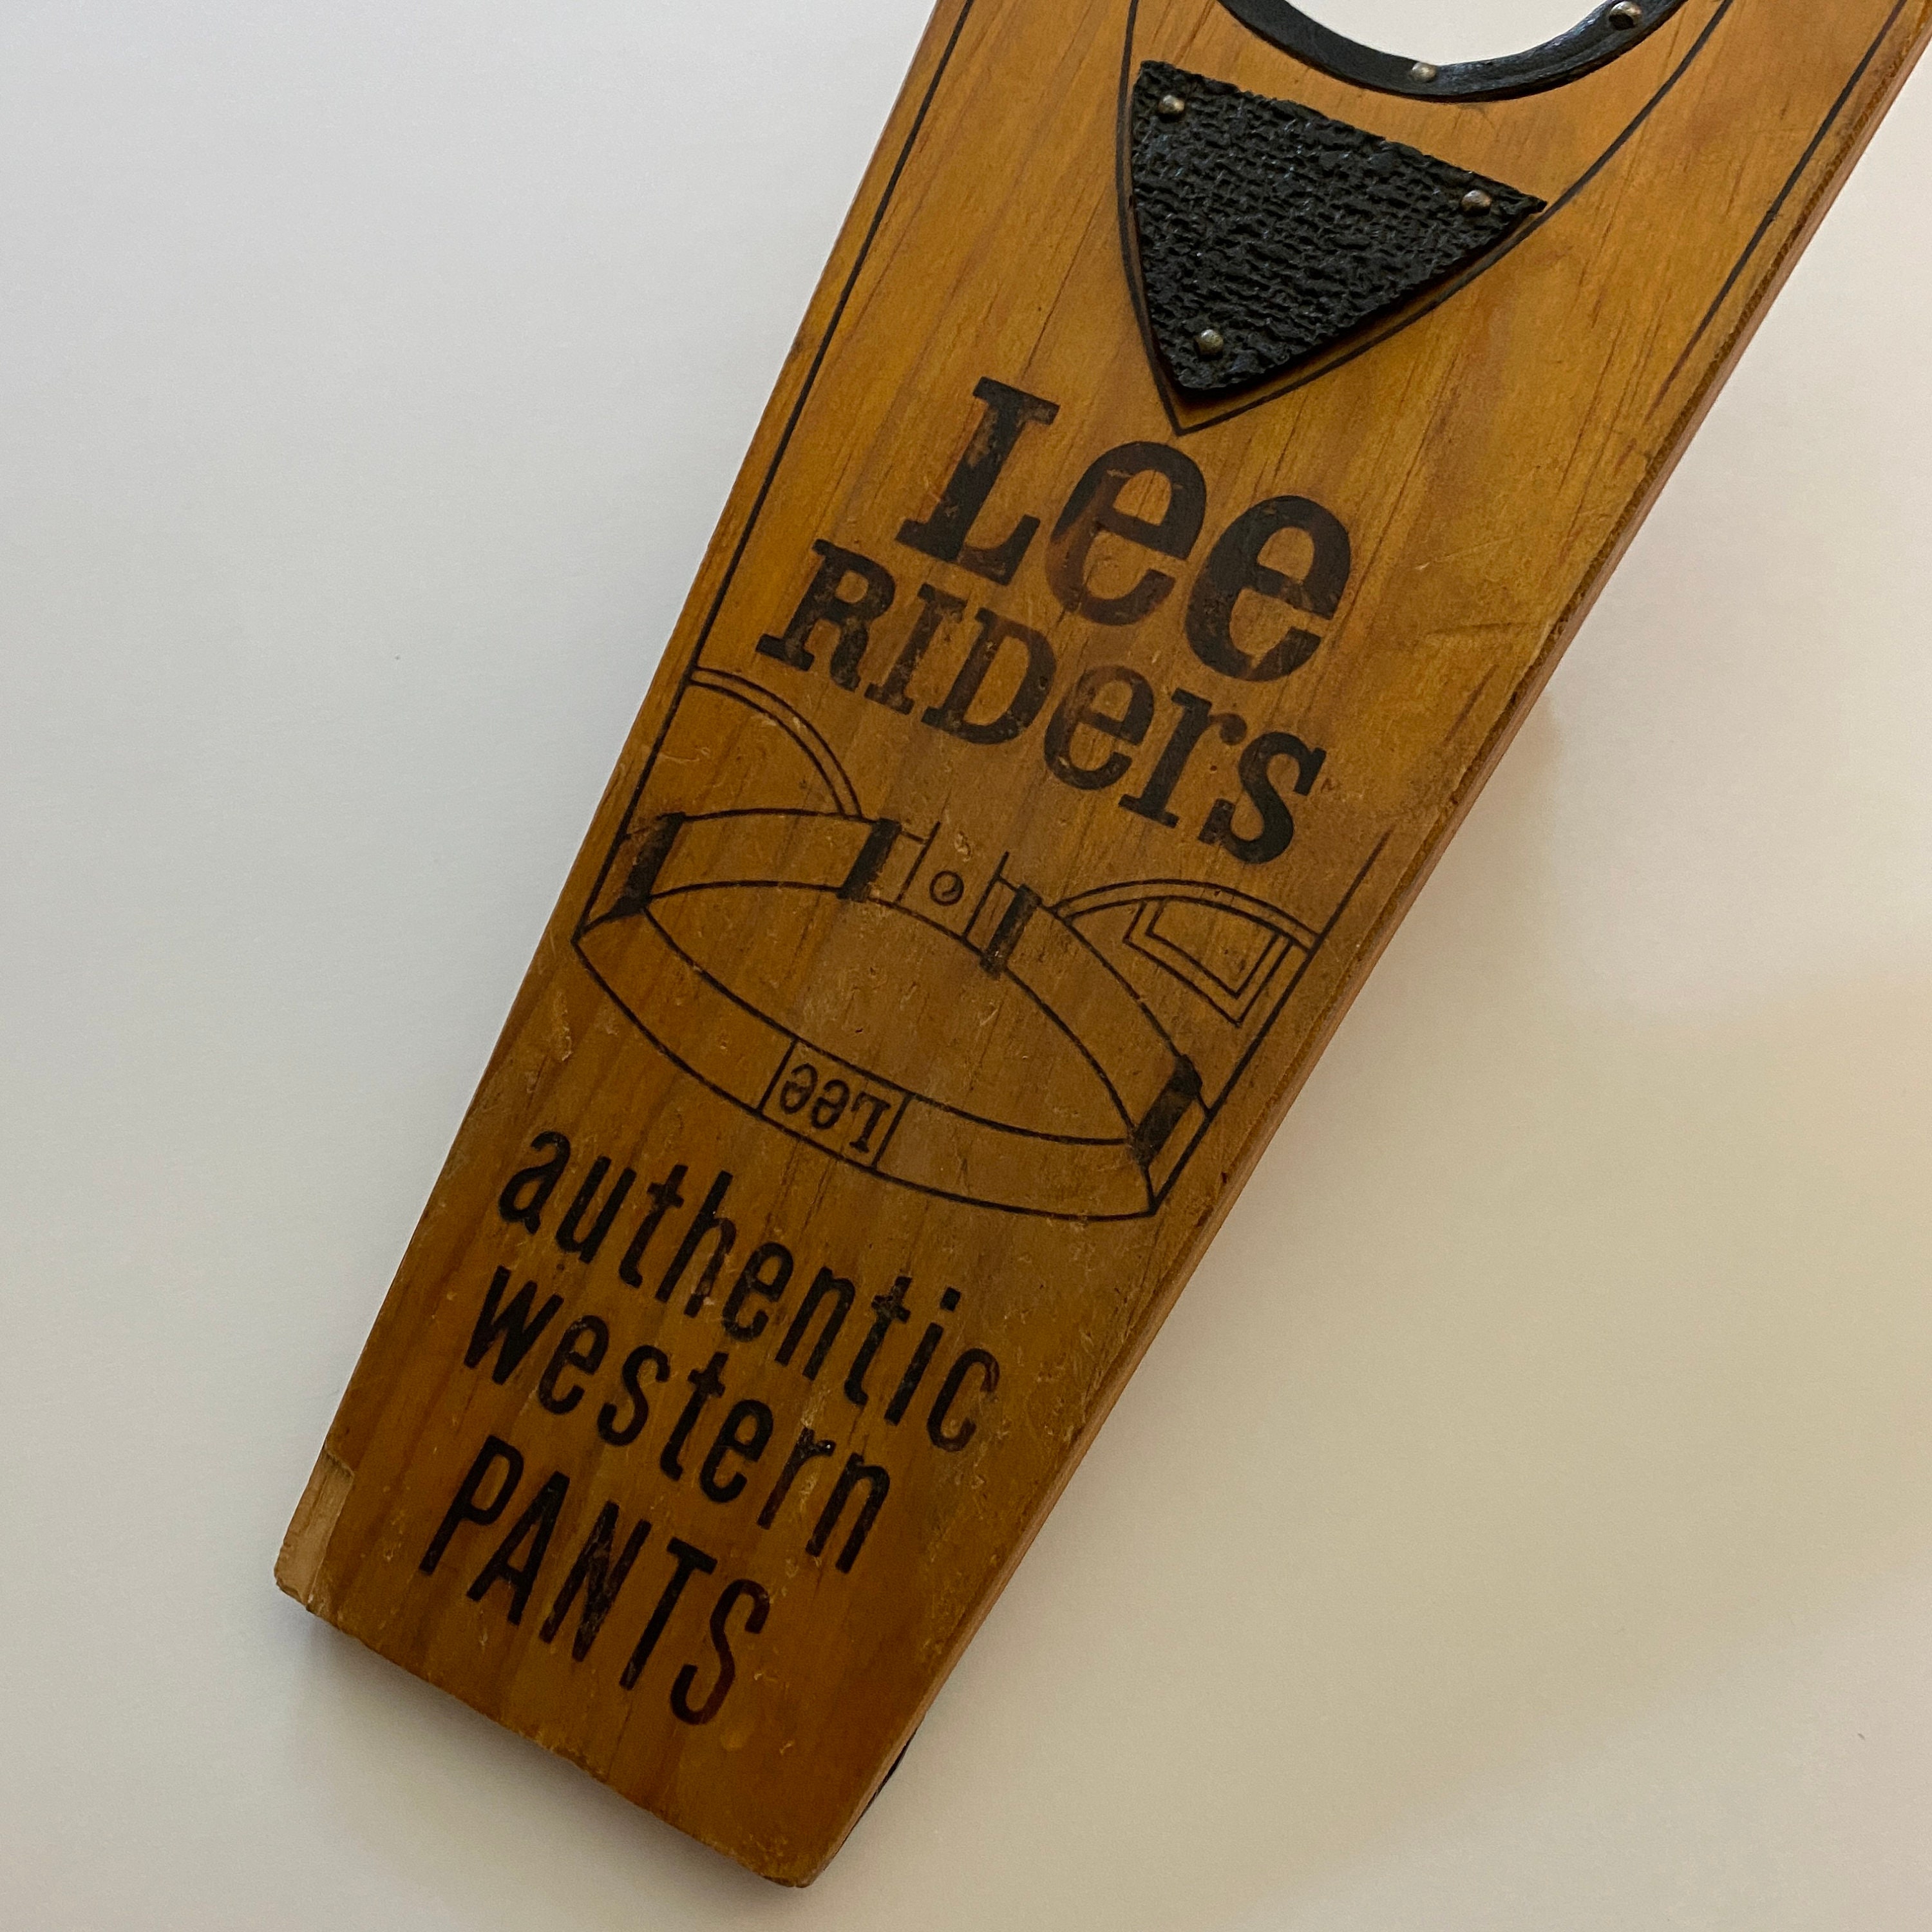 Lee
RIDers
Lee
authentic
western
PANTS